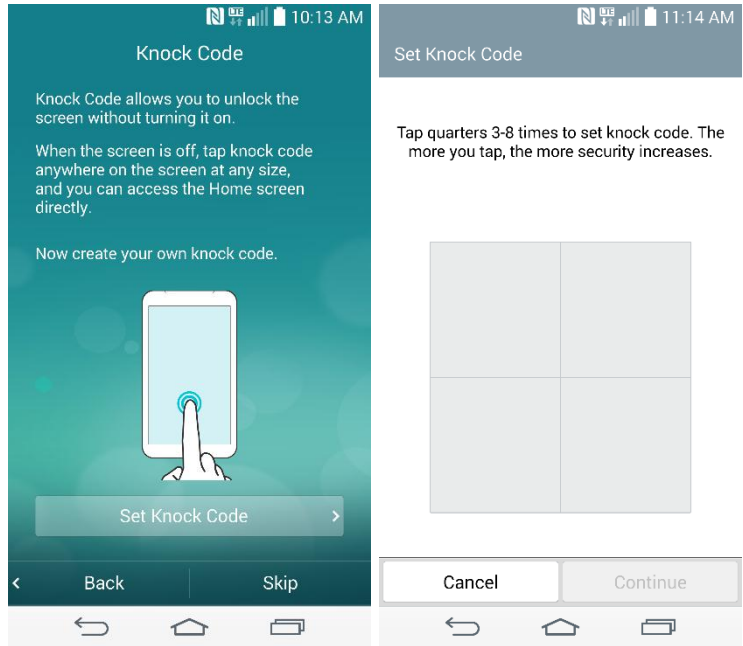 LTE 10:13 AM
Knock Code
Knock Code allows you to unlock the
screen without turning it on.
When the screen is off, tap knock code
anywhere on the screen at any size,
and you can access the Home screen
directly.
Now create your own knock code.
Set Knock Code
Back Skip
LTE 11:14 AM
Set Knock Code
Tap quarters 3-8 times to set knock code. The
more you tap, the more security increases.
Cancel Continue